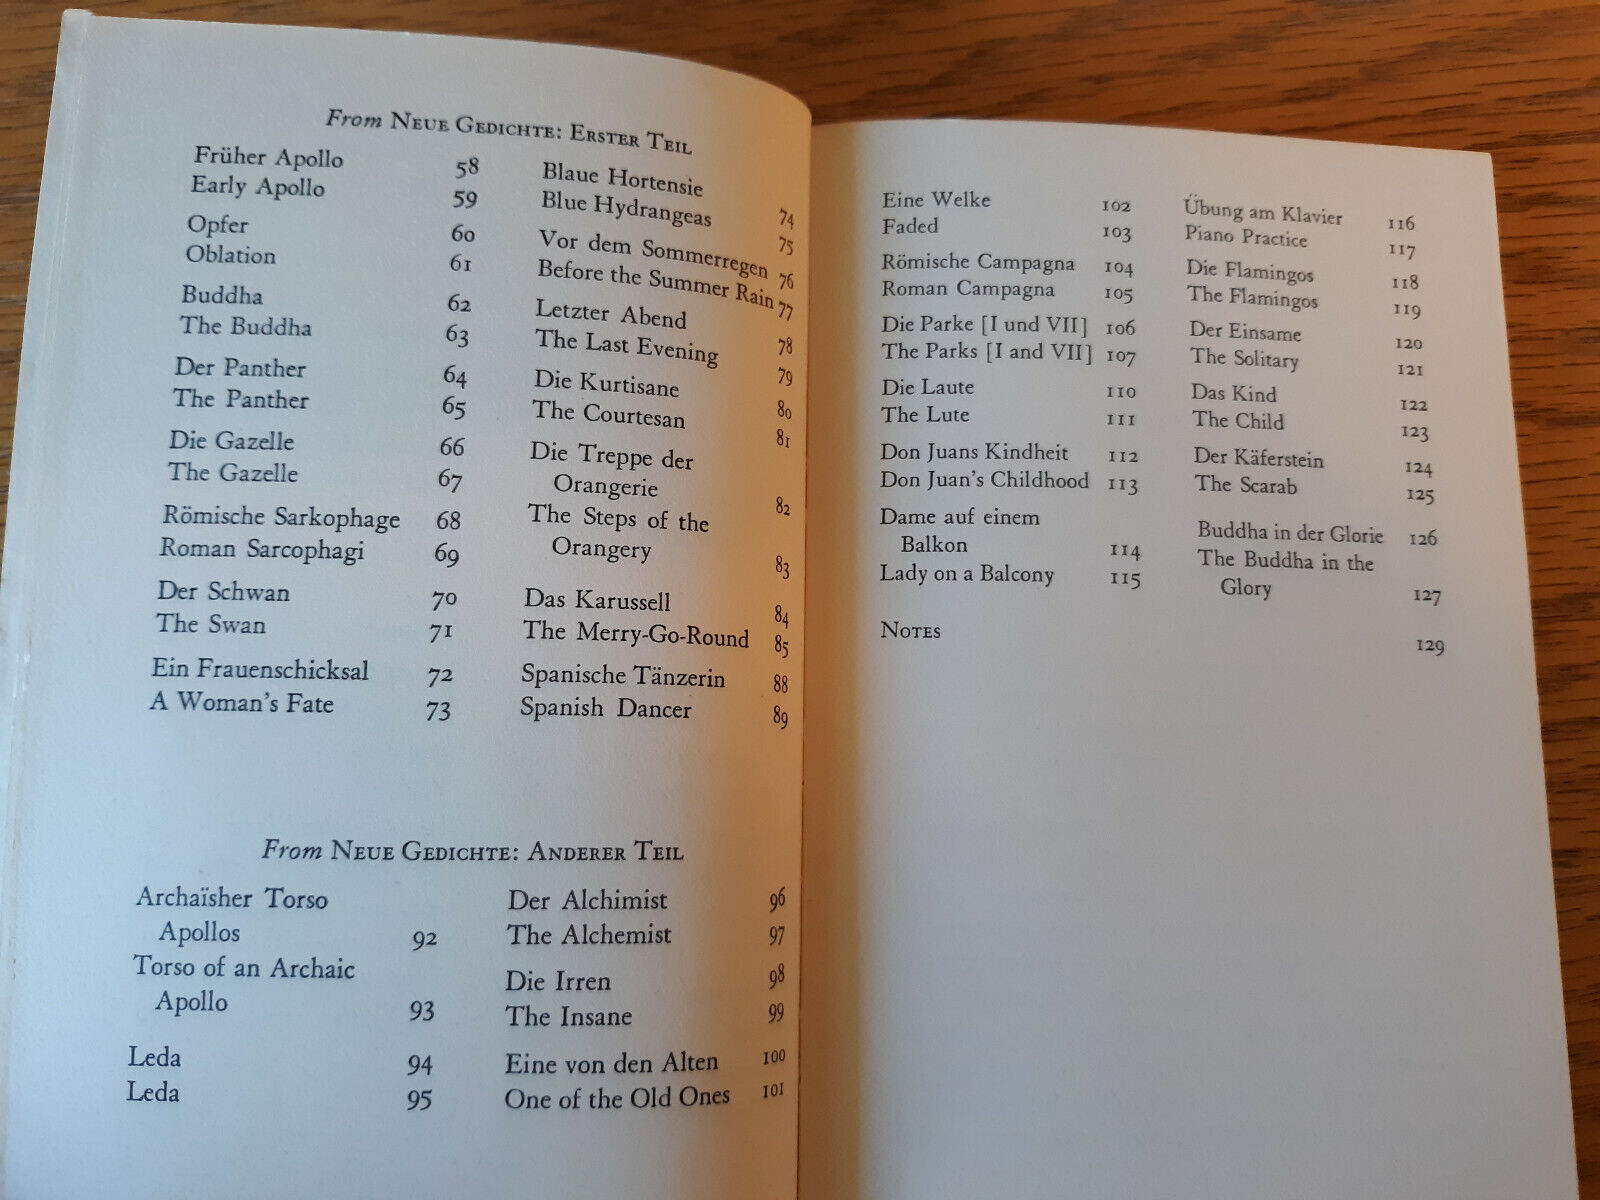 From NEUE GEDICHTE: ERSTER TEIL
Früher Apollo 58
Early Apollo 59
Opfer 60
Oblation 61
Buddha 62
The Buddha 63
Der Panther 64
The Panther 65
Die Gazelle 66
The Gazelle 67
Römische Sarkophage 68
Roman Sarcophagi 69
Der Schwan 70
The Swan 71
Ein Frauenschicksal 72
A Woman's Fate 73
Blaue Hortensie 74
Blue Hydrangeas 75
Vor dem Sommerregen 76
Before the Summer Rain 77
Letzter Abend 78
The Last Evening 79
Die Kurtisane 80
The Courtesan 81
Die Treppe der
Orangerie 82
The Steps of the
Orangery 83
Das Karussell 84
The Merry-Go-Round 85
Spanische Tänzerin 88
Spanish Dancer 89
From NEUE GEDICHTE: ANDERER TEIL
Archaïsher Torso
Apollos 92
Torso of an Archaic
Apollo 93
Leda 94
Leda 95
Der Alchimist 96
The Alchemist 97
Die Irren 98
The Insane 99
Eine von den Alten 100
One of the Old Ones 101
Eine Welke 102
Faded 103
Römische Campagna 104
Roman Campagna 105
Die Parke [I und VII] 106
The Parks [I and VII] 107
Die Laute 110
The Lute 111
Don Juans Kindheit 112
Don Juan's Childhood 113
Dame auf einem
Balkon 114
Lady on a Balcony 115
Übung am Klavier 116
Piano Practice 117
Die Flamingos 118
The Flamingos 119
Der Einsame 120
The Solitary 121
Das Kind 122
The Child 123
Der Käferstein 124
The Scarab 125
Buddha in der Glorie 126
The Buddha in the
Glory 127
NOTES 129